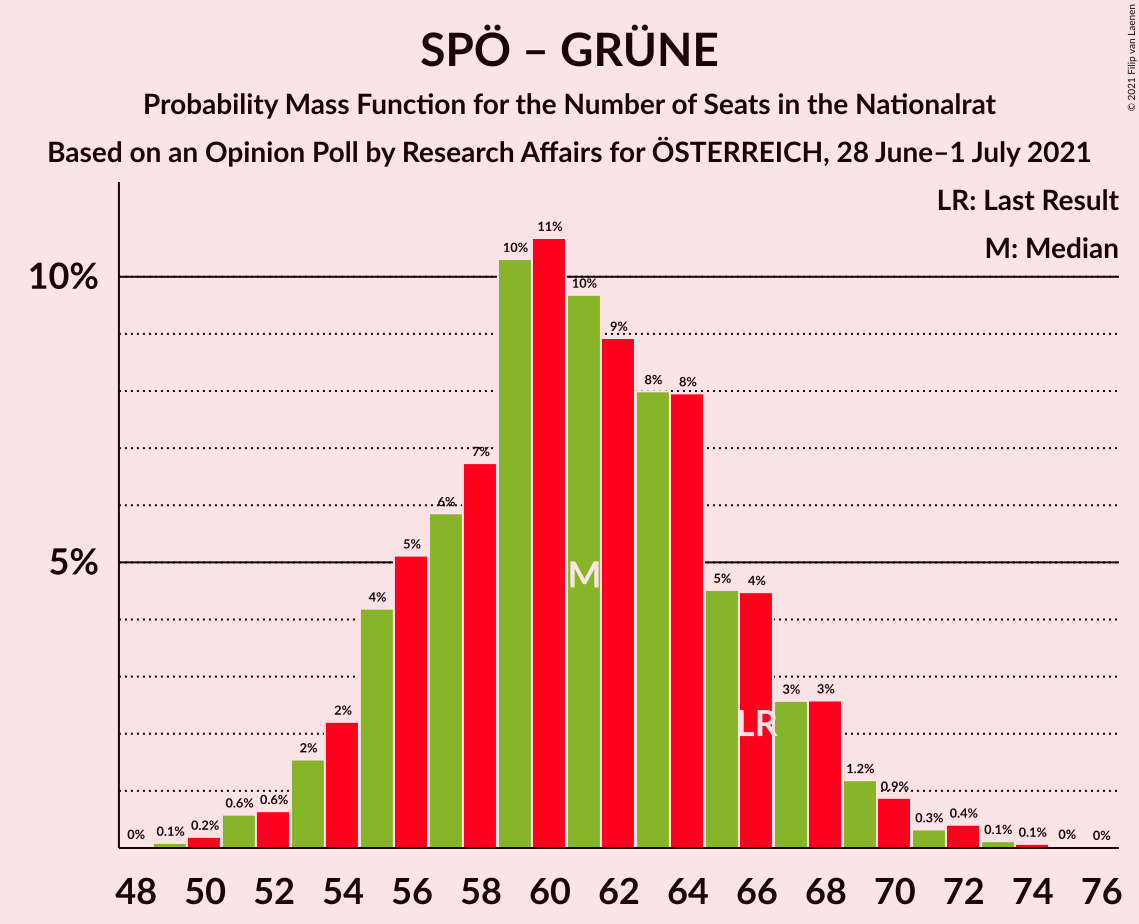 © 2021 Filip van Laenen
SPÖ – GRÜNE
Probability Mass Function for the Number of Seats in the Nationalrat
Based on an Opinion Poll by Research Affairs for ÖSTERREICH, 28 June–1 July 2021
LR: Last Result
M: Median
10%
5%
0% 0.1% 0.2% 0.6% 0.6% 2% 2% 4% 5% 6% 7% 10% 11% 10% 9% 8% 8% 5% 4% 3% 3% 1.2% 0.9% 0.3% 0.4% 0.1% 0.1% 0% 0%
M
LR
48 50 52 54 56 58 60 62 64 66 68 70 72 74 76